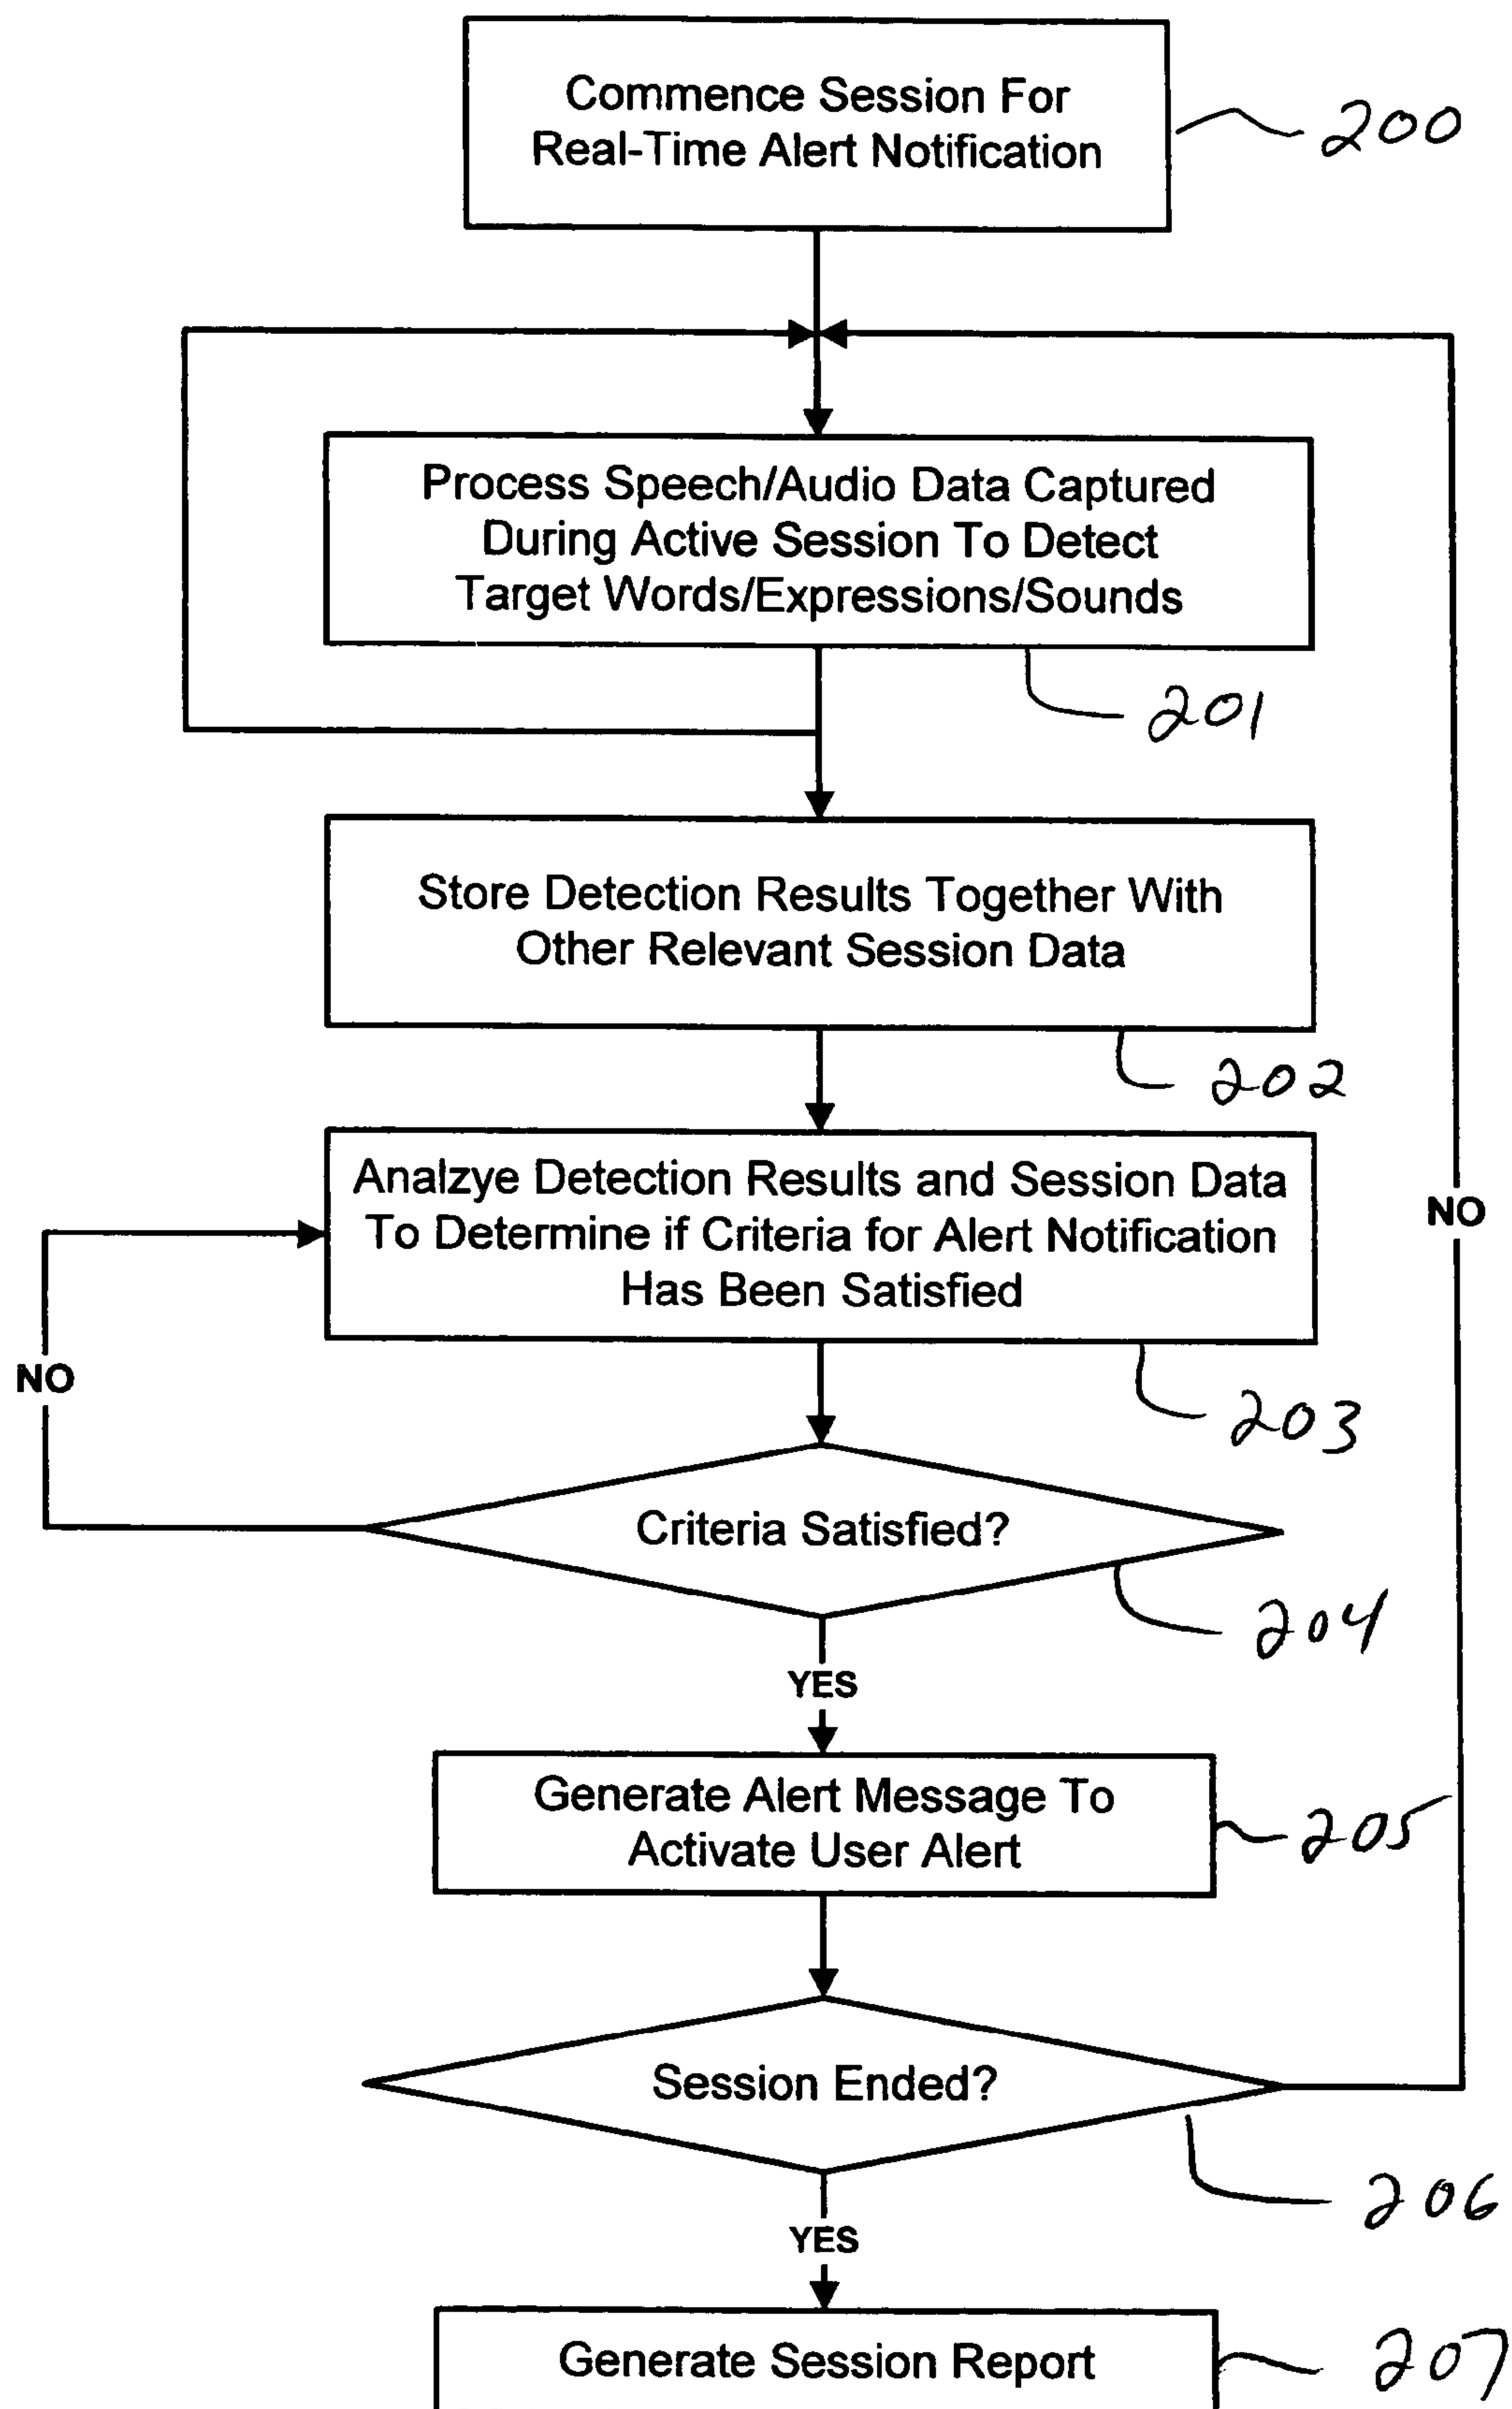 Commence Session For
Real-Time Alert Notification
200
Process Speech/Audio Data Captured
During Active Session To Detect
Target Words/Expressions/Sounds
201
Store Detection Results Together With
Other Relevant Session Data
202
Analzye Detection Results and Session Data
To Determine if Criteria for Alert Notification
Has Been Satisfied
NO
NO
203
Criteria Satisfied?
204
YES
Generate Alert Message To
Activate User Alert
205
Session Ended?
206
YES
Generate Session Report
207